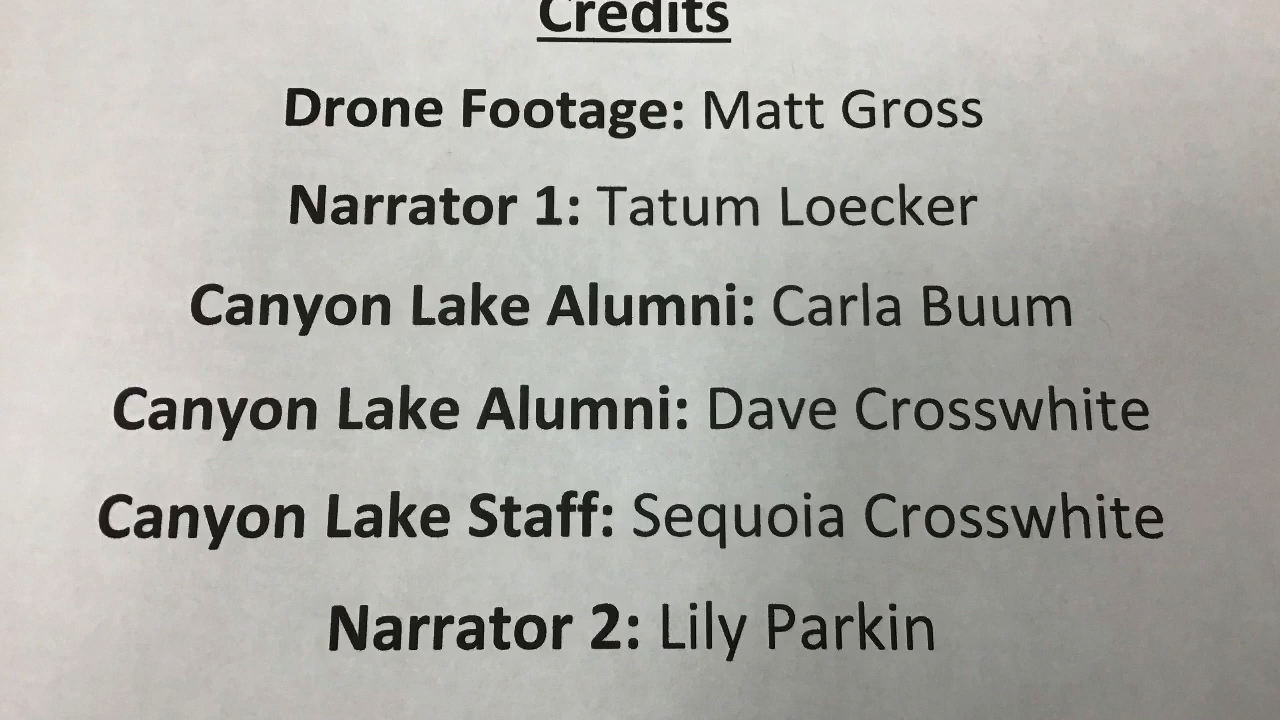 Credits
Drone Footage: Matt Gross
Narrator 1: Tatum Loecker
Canyon Lake Alumni: Carla Buum
Canyon Lake Alumni: Dave Crosswhite
Canyon Lake Staff: Sequoia Crosswhite
Narrator 2: Lily Parkin